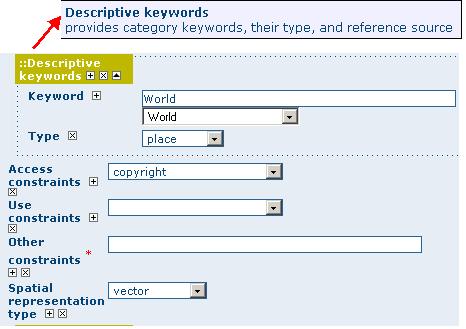 Descriptive keywords
provides category keywords, their type, and reference source
::Descriptive
keywords
Keyword
World
World
Type
place
Access
constraints
copyright
Use
constraints
Other
constraints *
Spatial
representation
type
vector